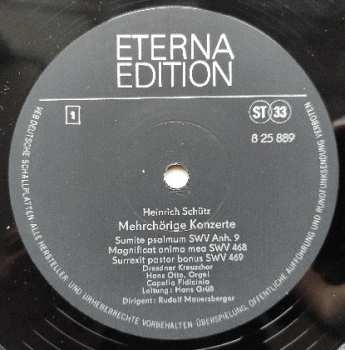 ETERNA
EDITION
1
ST 33
8 25 889
Heinrich Schütz
Mehrchörige Konzerte
Sumite psalmum SWV Anh. 9
Magnificat anima mea SWV 468
Surrexit pastor bonus SWV 469
Dresdner Kreuzchor
Hans Otto, Orgel
Capella Fidicinia
Leitung: Hans Grüß
Dirigent: Rudolf Mauersberger
VEB DEUTSCHE SCHALLPLATTEN ALLE HERSTELLER- UND URHEBERRECHTE VORBEHALTEN · ÜBERSPIELUNG, ÖFFENTLICHE AUFFÜHRUNG UND RUNDFUNKSENDUNG VERBOTEN